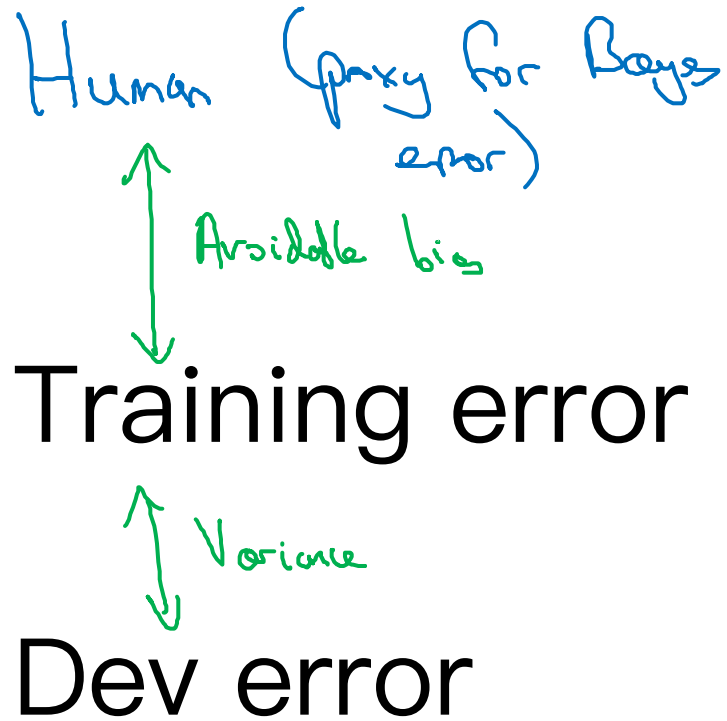 Human (proxy for Bayes
error)
Avoidable bias
Training error
Variance
Dev error